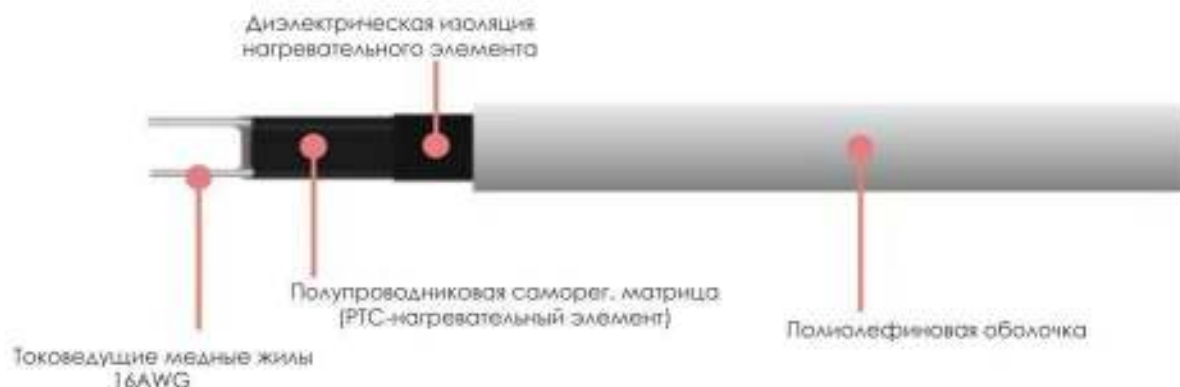 Диэлектрическая изоляция
нагревательного элемента
Полупроводниковая саморег. матрица
(PTC-нагревательный элемент)
Полиолефиновая оболочка
Токоведущие медные жилы
16AWG